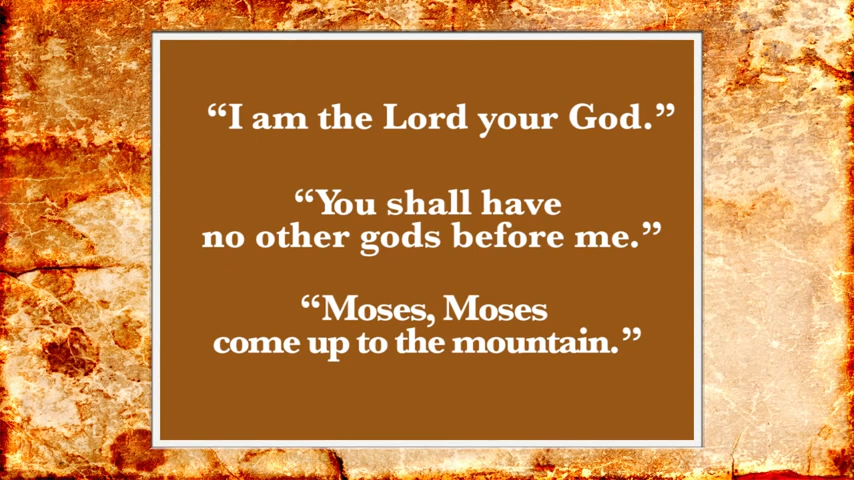 “I am the Lord your God.”
“You shall have
no other gods before me.”
“Moses, Moses
come up to the mountain.”